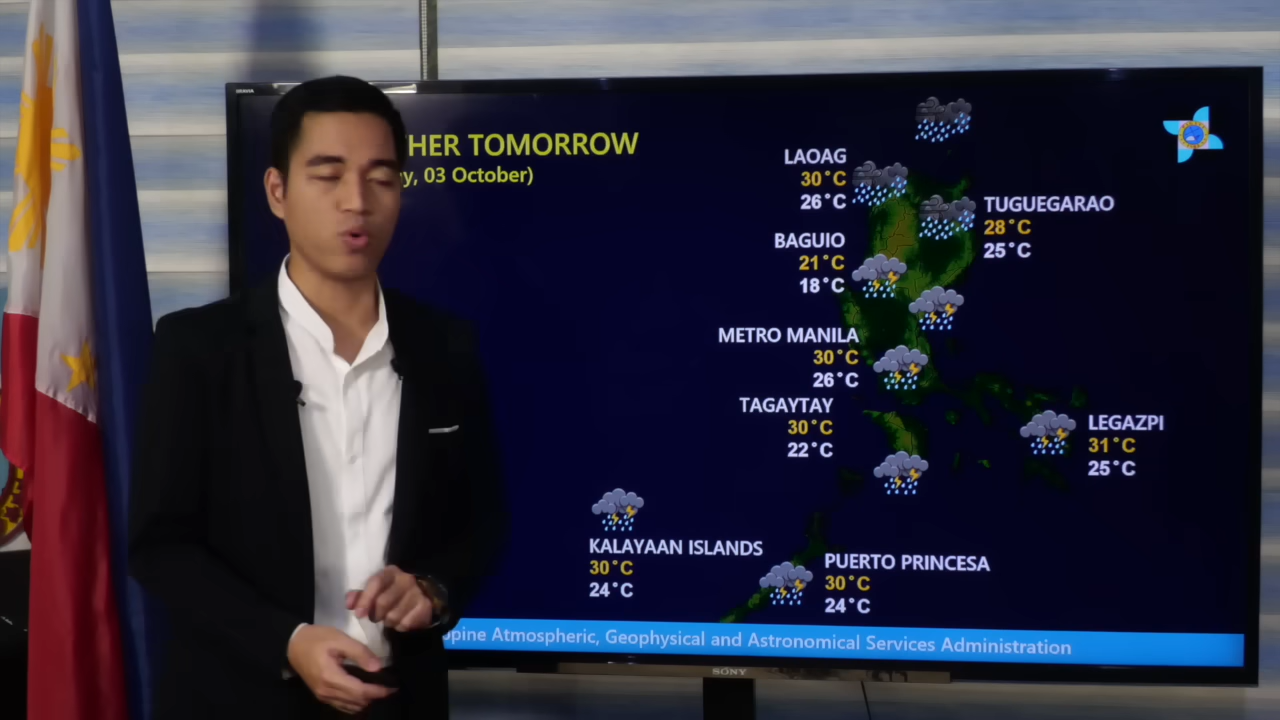 HER TOMORROW
y, 03 October)
LAOAG
30°C
26°C
TUGUEGARAO
28°C
25°C
BAGUIO
21°C
18°C
METRO MANILA
30°C
26°C
TAGAYTAY
30°C
22°C
LEGAZPI
31°C
25°C
KALAYAAN ISLANDS
30°C
24°C
PUERTO PRINCESA
30°C
24°C
pine Atmospheric, Geophysical and Astronomical Services Administration
SONY